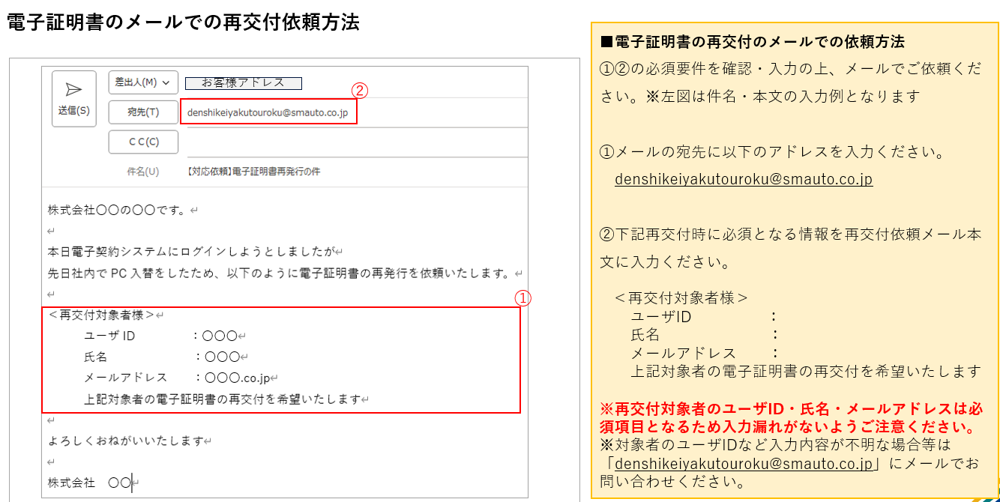 電子証明書のメールでの再交付依頼方法
送信(S)
差出人(M)
お客様アドレス
②
宛先(T)
denshikeiyakutouroku@smauto.co.jp
ＣＣ(C)
件名(U)
【対応依頼】電子証明書再発行の件
株式会社〇〇の〇〇です。↵
↵
本日電子契約システムにログインしようとしましたが↵
先日社内で PC 入替をしたため、以下のように電子証明書の再発行を依頼いたします。↵
↵
①
＜再交付対象者様＞↵
ユーザ ID ：〇〇〇↵
氏名 ：〇〇〇↵
メールアドレス ：〇〇〇.co.jp↵
上記対象者の電子証明書の再交付を希望いたします↵
↵
よろしくおねがいいたします↵
↵
株式会社 〇〇↵
■電子証明書の再交付のメールでの依頼方法
①②の必須要件を確認・入力の上、メールでご依頼くだ
さい。※左図は件名・本文の入力例となります
①メールの宛先に以下のアドレスを入力ください。
denshikeiyakutouroku@smauto.co.jp
②下記再交付時に必須となる情報を再交付依頼メール本
文に入力ください。
＜再交付対象者様＞
ユーザID ：
氏名 ：
メールアドレス ：
上記対象者の電子証明書の再交付を希望いたします
※再交付対象者のユーザID・氏名・メールアドレスは必
須項目となるため入力漏れがないようご注意ください。
※対象者のユーザIDなど入力内容が不明な場合等は
「denshikeiyakutouroku@smauto.co.jp」にメールでお
問い合わせください。